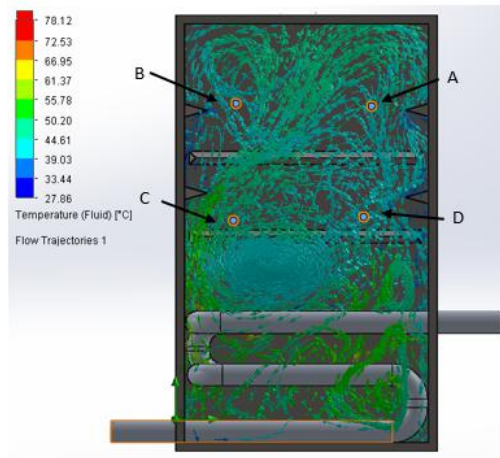 78.12
72.53
66.95
61.37
55.78
50.20
44.61
39.03
33.44
27.86
Temperature (Fluid) [°C]
Flow Trajectories 1
B
A
C
D